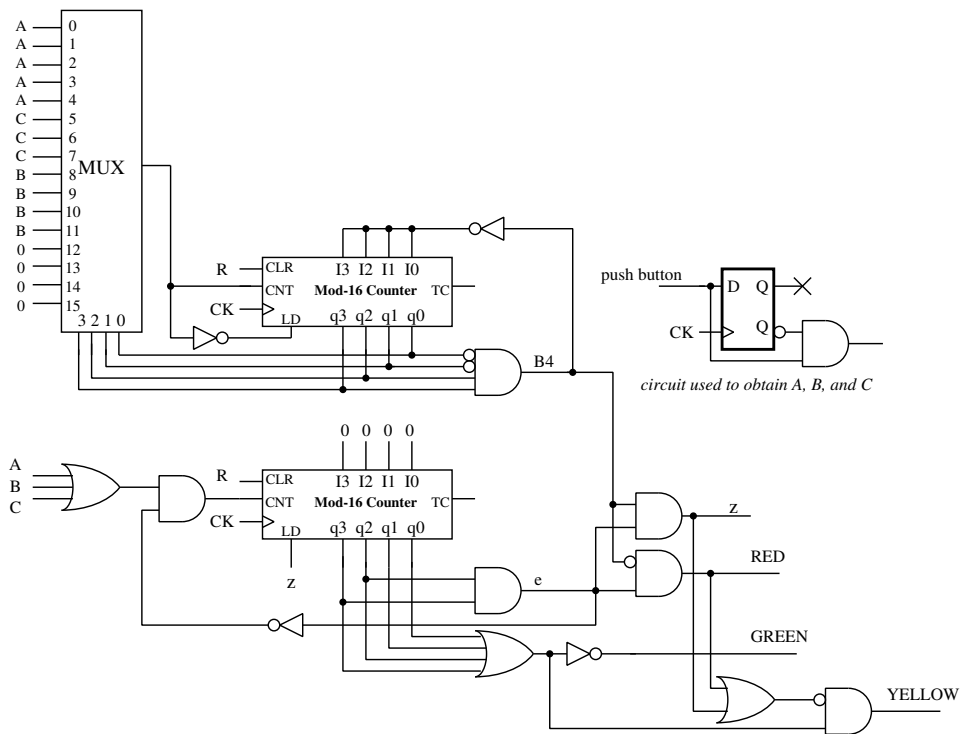 A 0
A 1
A 2
A 3
A 4
C 5
C 6
C 7
MUX
B 8
B 9
B 10
B 11
0 12
0 13
0 14
0 15
3 2 1 0
R
CLR
I3 I2 I1 I0
CNT
Mod-16 Counter
TC
CK
LD
q3 q2 q1 q0
B4
push button
D Q
CK
Q
circuit used to obtain A, B, and C
A
B
C
0 0 0 0
R
CLR
I3 I2 I1 I0
CNT
Mod-16 Counter
TC
CK
LD
q3 q2 q1 q0
z
e
z
RED
GREEN
YELLOW